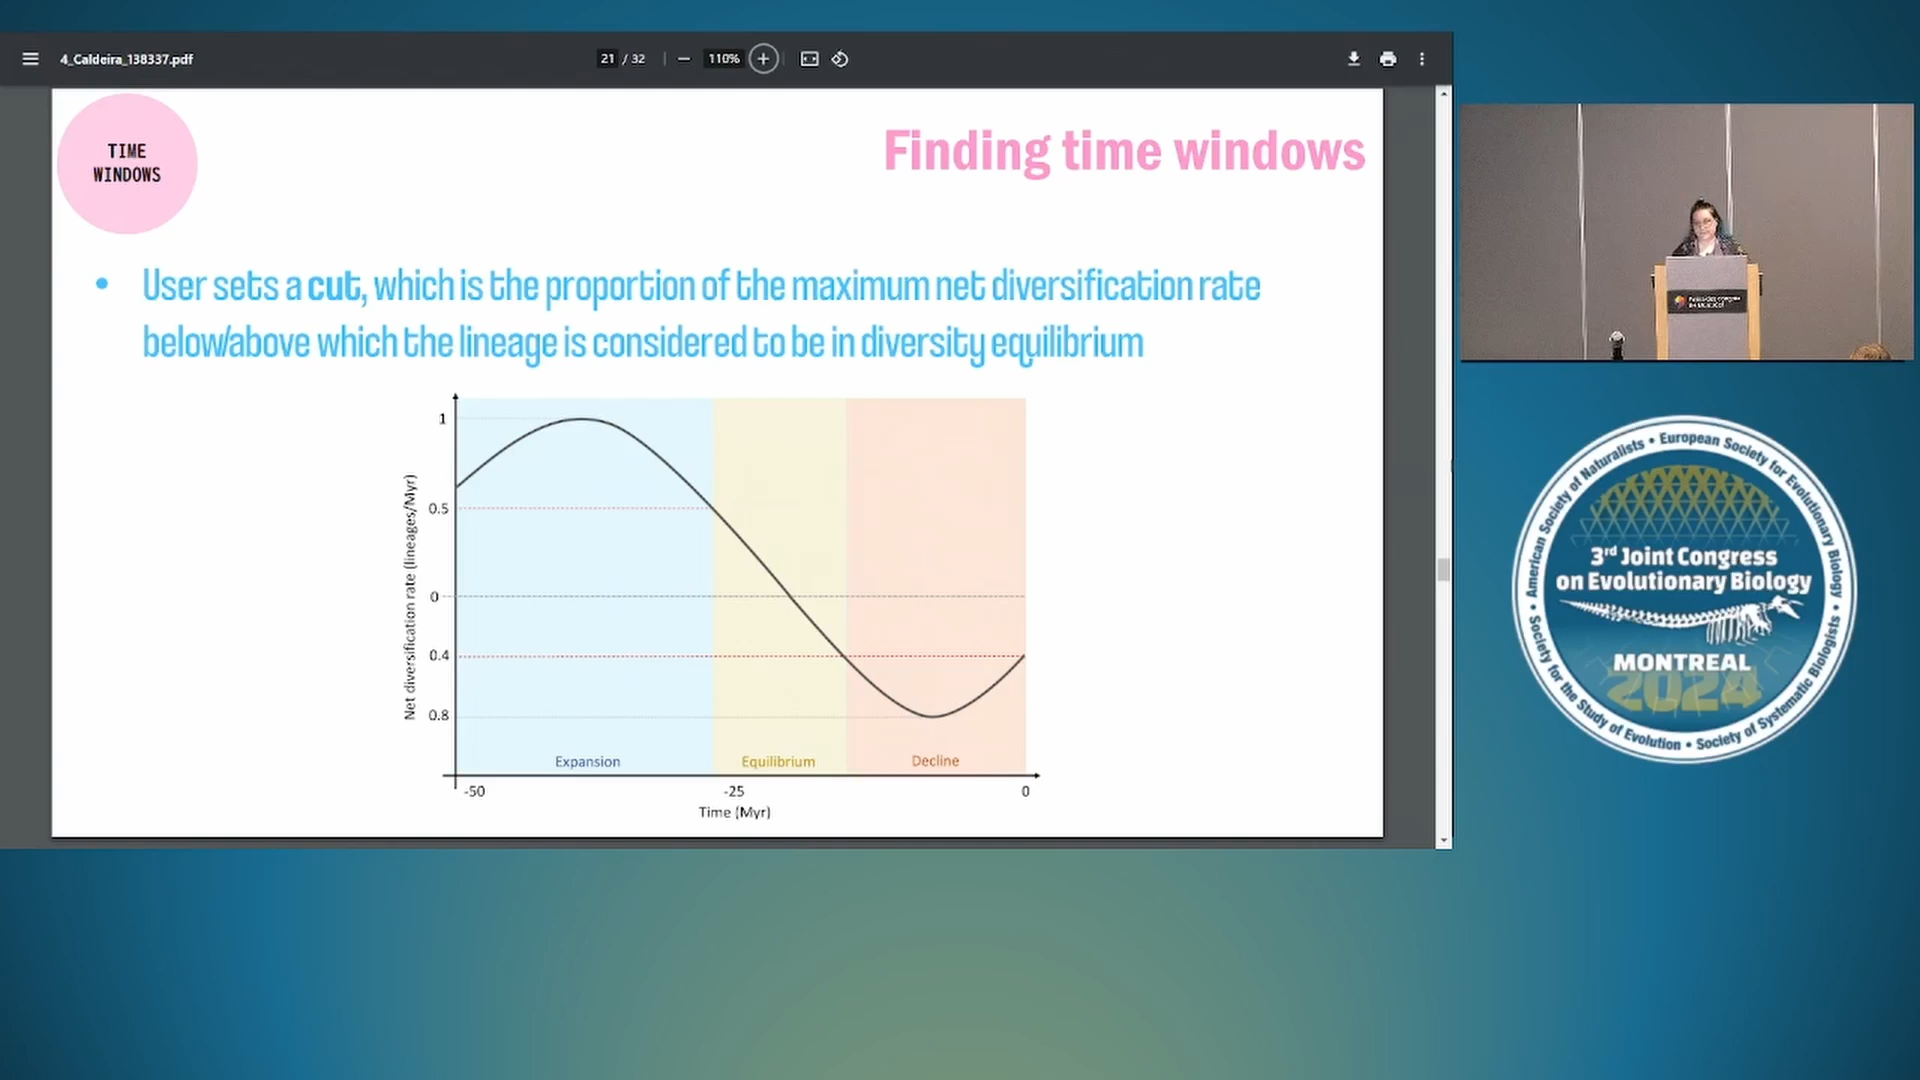 4_Caldeira_138337.pdf
21 / 32
110%
TIME
WINDOWS
Finding time windows
• User sets a cut, which is the proportion of the maximum net diversification rate
below/above which the lineage is considered to be in diversity equilibrium
Net diversification rate (lineages/Myr)
1
0.5
0
0.4
0.8
Expansion
Equilibrium
Decline
-50
-25
0
Time (Myr)
American Society of Naturalists • European Society for Evolutionary Biology •
Society for the Study of Evolution • Society of Systematic Biologists •
3rd Joint Congress
on Evolutionary Biology
MONTREAL
2024